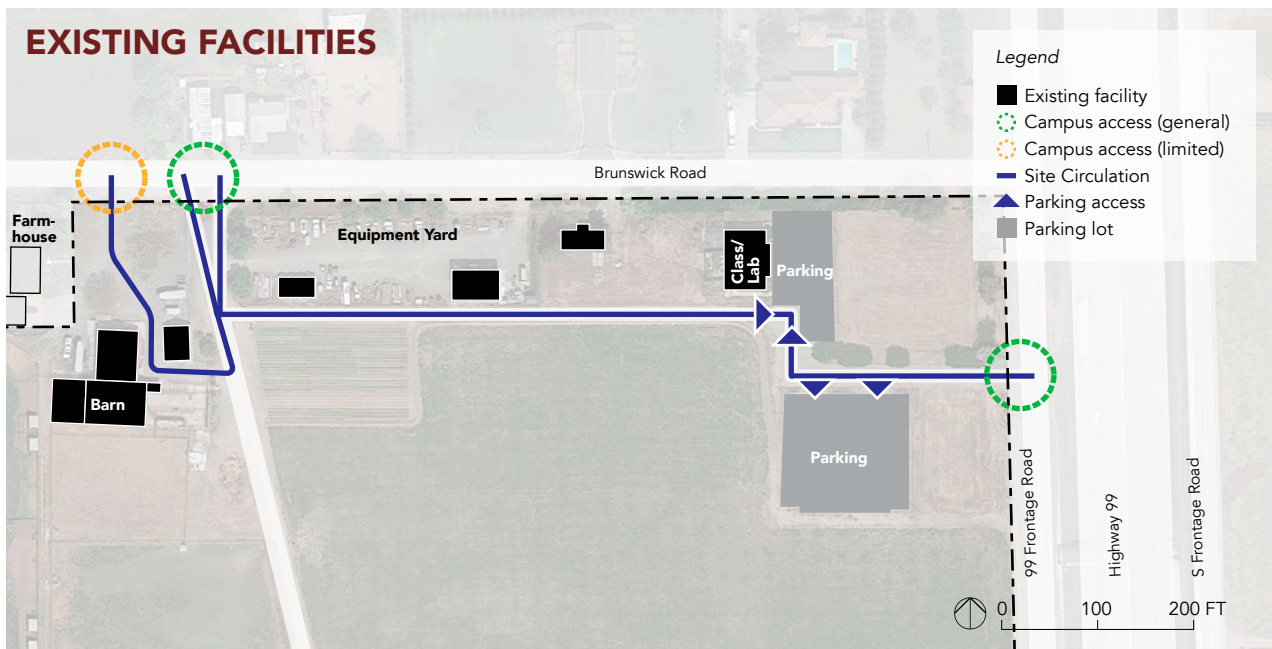 EXISTING FACILITIES
Legend
Existing facility
Campus access (general)
Campus access (limited)
Site Circulation
Parking access
Parking lot
Brunswick Road
Farm-
house
Equipment Yard
Class/
Lab
Parking
Barn
Parking
99 Frontage Road
Highway 99
S Frontage Road
0 100 200 FT